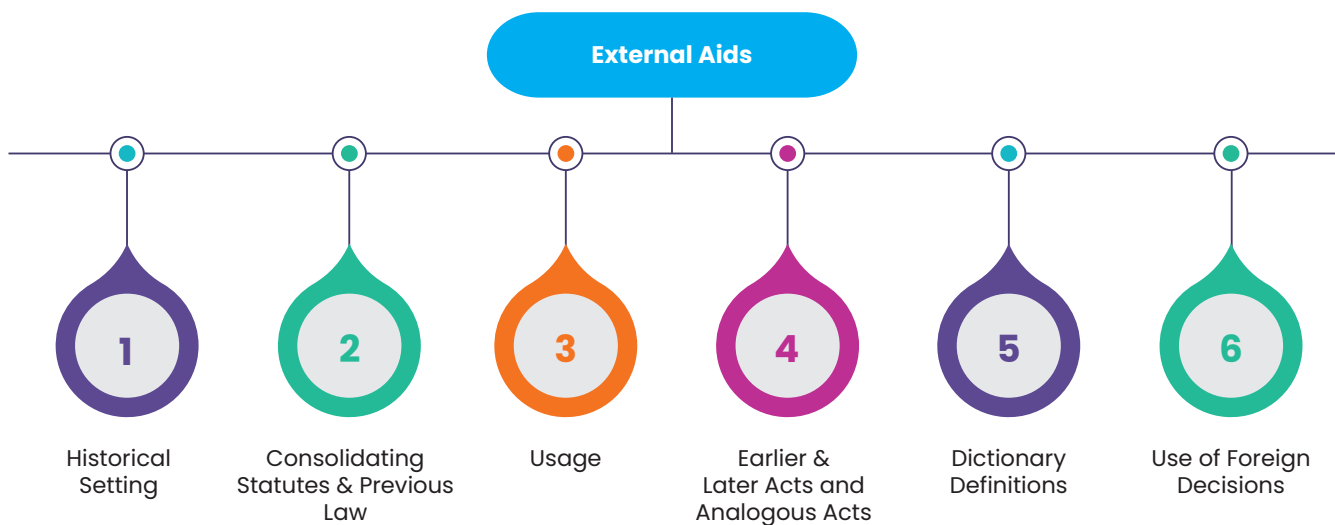 External Aids
1
2
3
4
5
6
Historical
Setting
Consolidating
Statutes & Previous
Law
Usage
Earlier &
Later Acts and
Analogous Acts
Dictionary
Definitions
Use of Foreign
Decisions